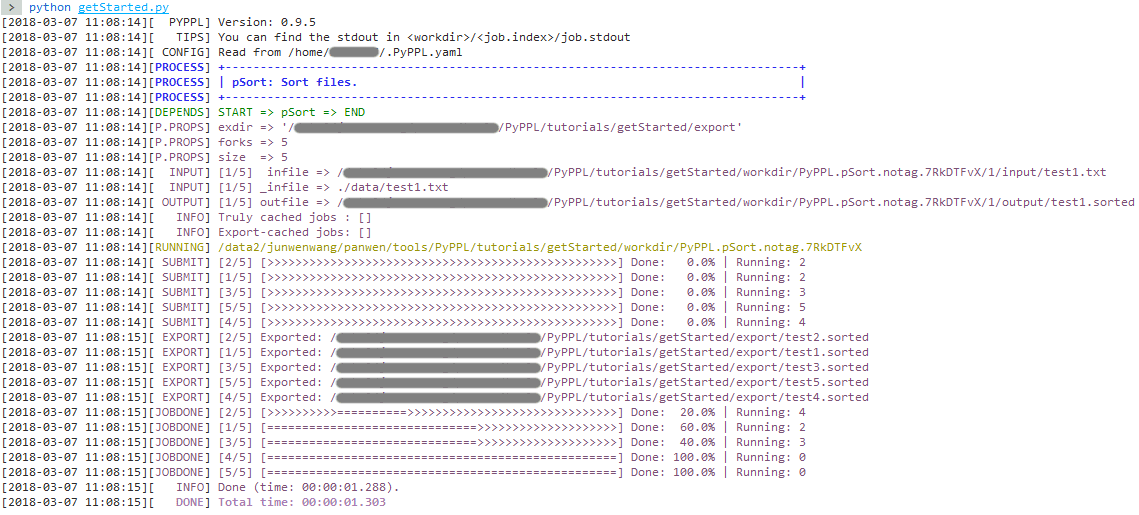 > python getStarted.py
[2018-03-07 11:08:14][  PYPPL] Version: 0.9.5
[2018-03-07 11:08:14][   TIPS] You can find the stdout in <workdir>/<job.index>/job.stdout
[2018-03-07 11:08:14][ CONFIG] Read from /home/ /.PyPPL.yaml
[2018-03-07 11:08:14][PROCESS] +----------------------------------------------------------------------------------+
[2018-03-07 11:08:14][PROCESS] | pSort: Sort files.                                                               |
[2018-03-07 11:08:14][PROCESS] +----------------------------------------------------------------------------------+
[2018-03-07 11:08:14][DEPENDS] START => pSort => END
[2018-03-07 11:08:14][P.PROPS] exdir => '/ /PyPPL/tutorials/getStarted/export'
[2018-03-07 11:08:14][P.PROPS] forks => 5
[2018-03-07 11:08:14][P.PROPS] size  => 5
[2018-03-07 11:08:14][  INPUT] [1/5]  infile => / /PyPPL/tutorials/getStarted/workdir/PyPPL.pSort.notag.7RkDTFvX/1/input/test1.txt
[2018-03-07 11:08:14][  INPUT] [1/5] _infile => ./data/test1.txt
[2018-03-07 11:08:14][ OUTPUT] [1/5] outfile => / /PyPPL/tutorials/getStarted/workdir/PyPPL.pSort.notag.7RkDTFvX/1/output/test1.sorted
[2018-03-07 11:08:14][   INFO] Truly cached jobs : []
[2018-03-07 11:08:14][   INFO] Export-cached jobs: []
[2018-03-07 11:08:14][RUNNING] /data2/junwenwang/panwen/tools/PyPPL/tutorials/getStarted/workdir/PyPPL.pSort.notag.7RkDTFvX
[2018-03-07 11:08:14][ SUBMIT] [2/5] [>>>>>>>>>>>>>>>>>>>>>>>>>>>>>>>>>>>>>>>>>>>>>>>>>>] Done:   0.0% | Running: 2
[2018-03-07 11:08:14][ SUBMIT] [1/5] [>>>>>>>>>>>>>>>>>>>>>>>>>>>>>>>>>>>>>>>>>>>>>>>>>>] Done:   0.0% | Running: 2
[2018-03-07 11:08:14][ SUBMIT] [3/5] [>>>>>>>>>>>>>>>>>>>>>>>>>>>>>>>>>>>>>>>>>>>>>>>>>>] Done:   0.0% | Running: 3
[2018-03-07 11:08:14][ SUBMIT] [5/5] [>>>>>>>>>>>>>>>>>>>>>>>>>>>>>>>>>>>>>>>>>>>>>>>>>>] Done:   0.0% | Running: 5
[2018-03-07 11:08:14][ SUBMIT] [4/5] [>>>>>>>>>>>>>>>>>>>>>>>>>>>>>>>>>>>>>>>>>>>>>>>>>>] Done:   0.0% | Running: 4
[2018-03-07 11:08:14][ EXPORT] [2/5] Exported: / /PyPPL/tutorials/getStarted/export/test2.sorted
[2018-03-07 11:08:14][ EXPORT] [1/5] Exported: / /PyPPL/tutorials/getStarted/export/test1.sorted
[2018-03-07 11:08:14][ EXPORT] [3/5] Exported: / /PyPPL/tutorials/getStarted/export/test3.sorted
[2018-03-07 11:08:14][ EXPORT] [5/5] Exported: / /PyPPL/tutorials/getStarted/export/test5.sorted
[2018-03-07 11:08:14][ EXPORT] [4/5] Exported: / /PyPPL/tutorials/getStarted/export/test4.sorted
[2018-03-07 11:08:14][JOBDONE] [2/5] [>>>>>>>>>>==========>>>>>>>>>>>>>>>>>>>>>>>>>>>>>>] Done:  20.0% | Running: 4
[2018-03-07 11:08:15][JOBDONE] [1/5] [==============================>>>>>>>>>>>>>>>>>>>>] Done:  60.0% | Running: 2
[2018-03-07 11:08:15][JOBDONE] [3/5] [==============================>>>>>>>>>>>>>>>>>>>>] Done:  40.0% | Running: 3
[2018-03-07 11:08:15][JOBDONE] [4/5] [==================================================] Done: 100.0% | Running: 0
[2018-03-07 11:08:15][JOBDONE] [5/5] [==================================================] Done: 100.0% | Running: 0
[2018-03-07 11:08:15][   INFO] Done (time: 00:00:01.288).
[2018-03-07 11:08:15][   DONE] Total time: 00:00:01.303